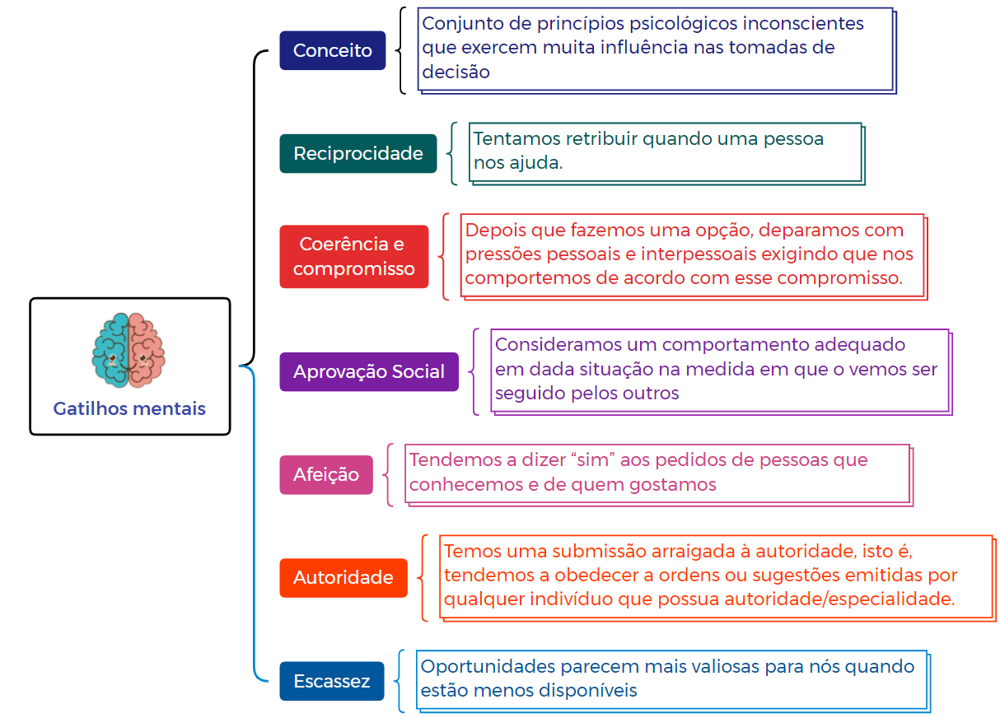 Conceito
Conjunto de princípios psicológicos inconscientes
que exercem muita influência nas tomadas de
decisão
Reciprocidade
Tentamos retribuir quando uma pessoa
nos ajuda.
Coerência e
compromisso
Depois que fazemos uma opção, deparamos com
pressões pessoais e interpessoais exigindo que nos
comportemos de acordo com esse compromisso.
Gatilhos mentais
Aprovação Social
Consideramos um comportamento adequado
em dada situação na medida em que o vemos ser
seguido pelos outros
Afeição
Tendemos a dizer “sim” aos pedidos de pessoas que
conhecemos e de quem gostamos
Autoridade
Temos uma submissão arraigada à autoridade, isto é,
tendemos a obedecer a ordens ou sugestões emitidas por
qualquer indivíduo que possua autoridade/especialidade.
Escassez
Oportunidades parecem mais valiosas para nós quando
estão menos disponíveis